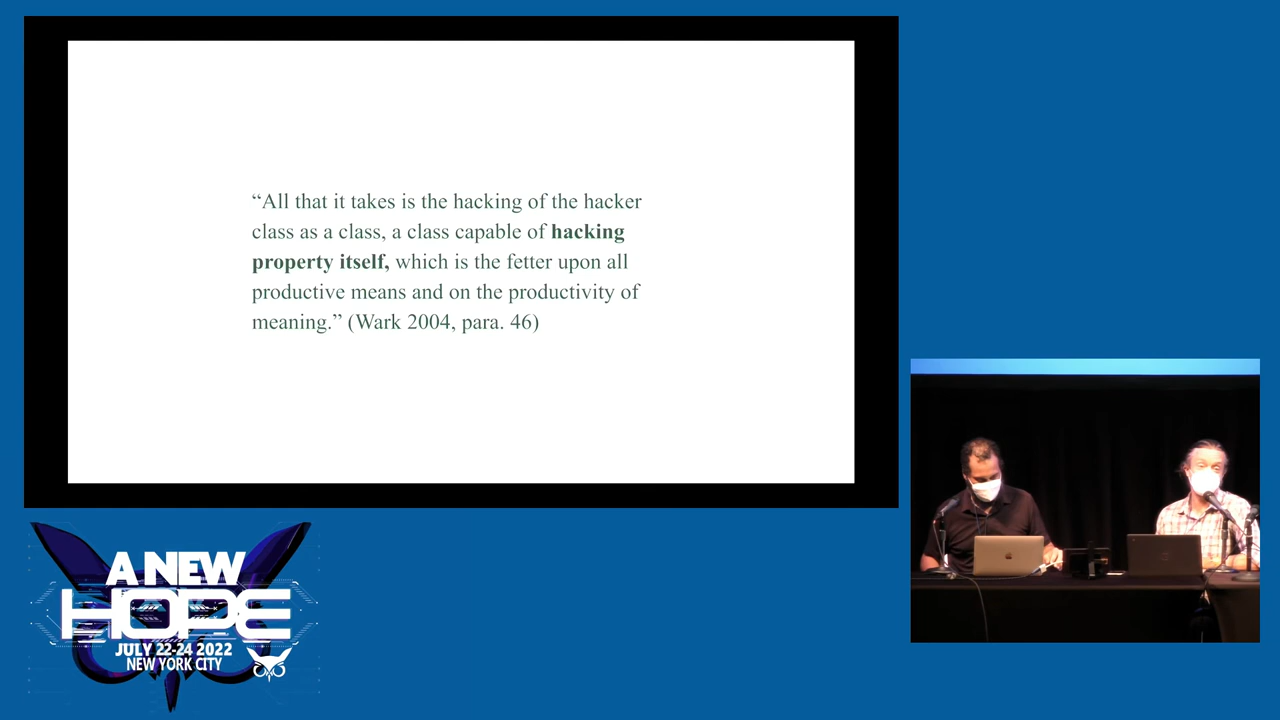 “All that it takes is the hacking of the hacker
class as a class, a class capable of hacking
property itself, which is the fetter upon all
productive means and on the productivity of
meaning.” (Wark 2004, para. 46)
A NEW
HOPE
JULY 22-24 2022
NEW YORK CITY